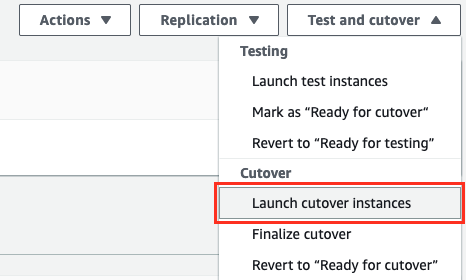 Actions Replication Test and cutover
Testing
Launch test instances
Mark as “Ready for cutover“
Revert to “Ready for testing”
Cutover
Launch cutover instances
Finalize cutover
Revert to “Ready for cutover”